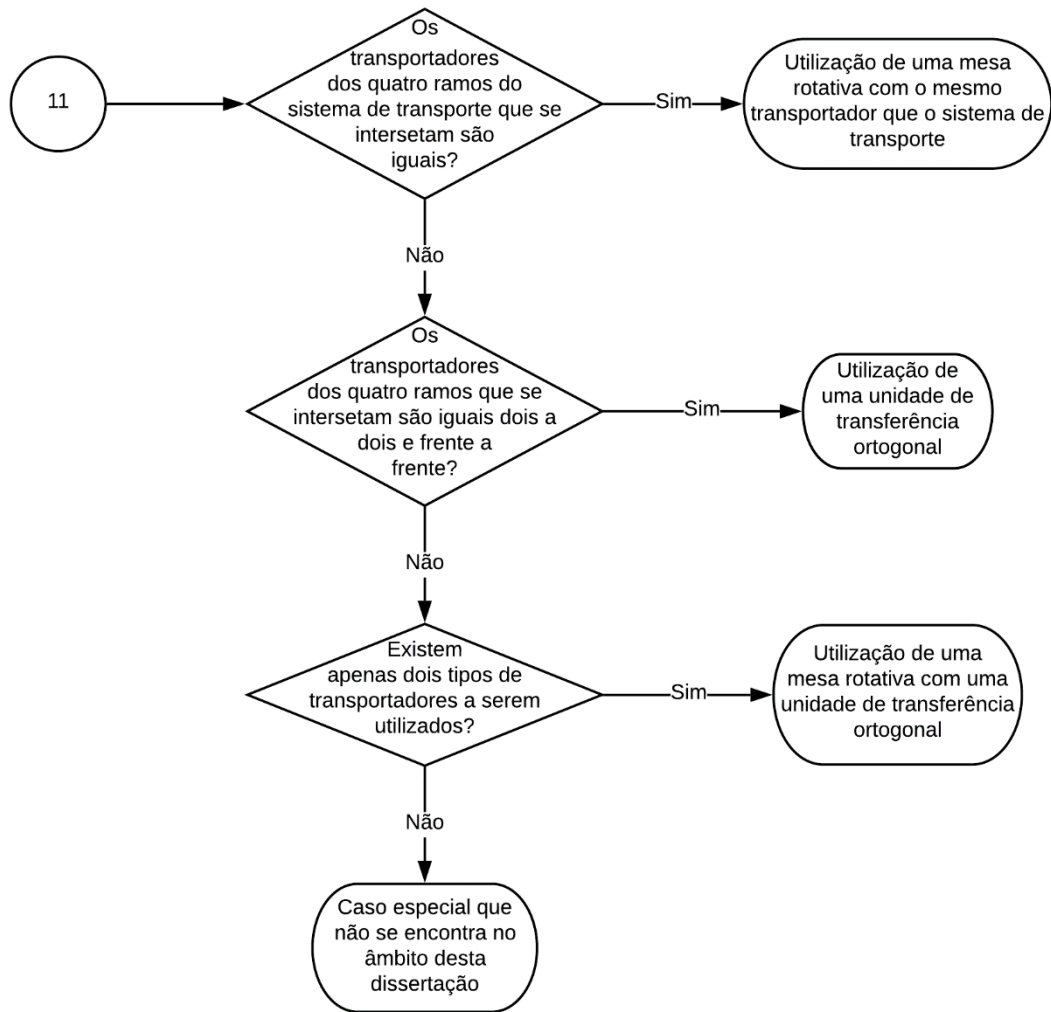 11
Os
transportadores
dos quatro ramos do
sistema de transporte que se
intersetam são
iguais?
Sim
Utilização de uma mesa
rotativa com o mesmo
transportador que o sistema de
transporte
Não
Os
transportadores
dos quatro ramos que se
intersetam são iguais dois a
dois e frente a
frente?
Sim
Utilização de
uma unidade de
transferência
ortogonal
Não
Existem
apenas dois tipos de
transportadores a serem
utilizados?
Sim
Utilização de uma
mesa rotativa com uma
unidade de transferência
ortogonal
Não
Caso especial que
não se encontra no
âmbito desta
dissertação